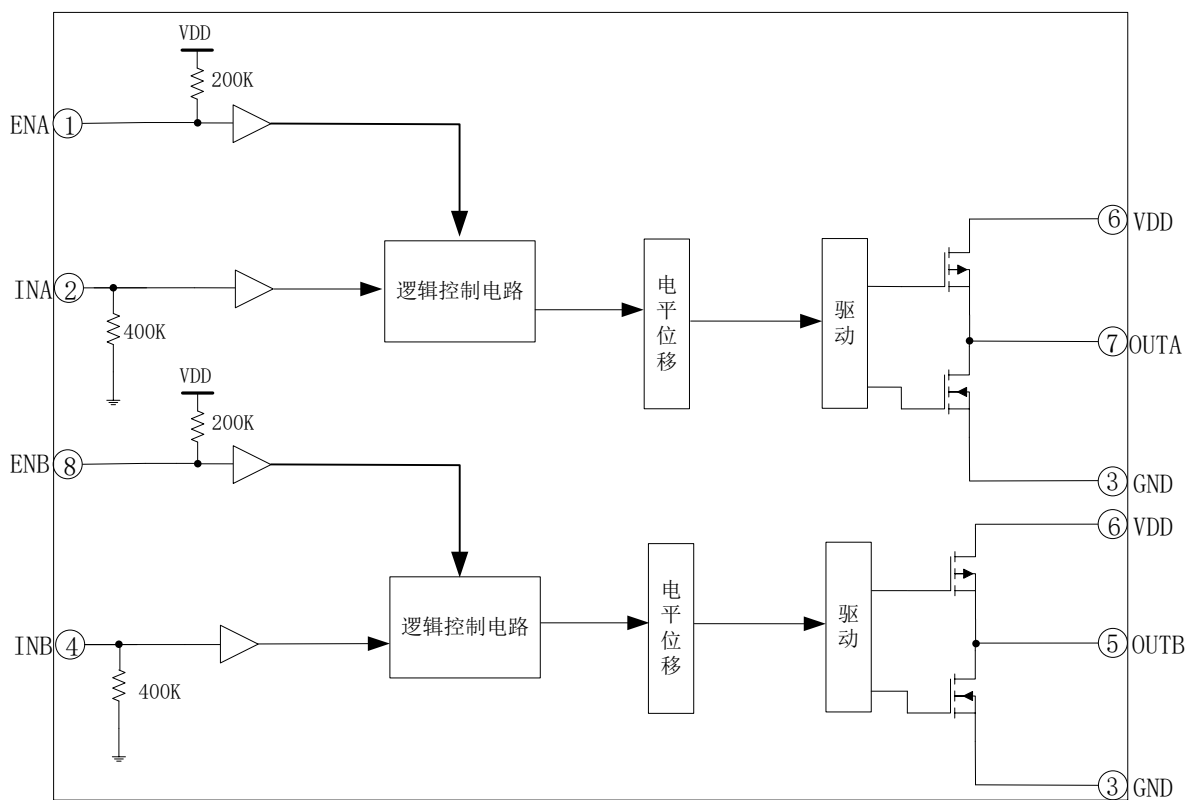 VDD
200K
ENA ①
⑥ VDD
INA ②
逻辑控制电路
电平位移
驱动
400K
⑦ OUTA
VDD
200K
ENB ⑧
③ GND
⑥ VDD
逻辑控制电路
电平位移
驱动
INB ④
400K
⑤ OUTB
③ GND